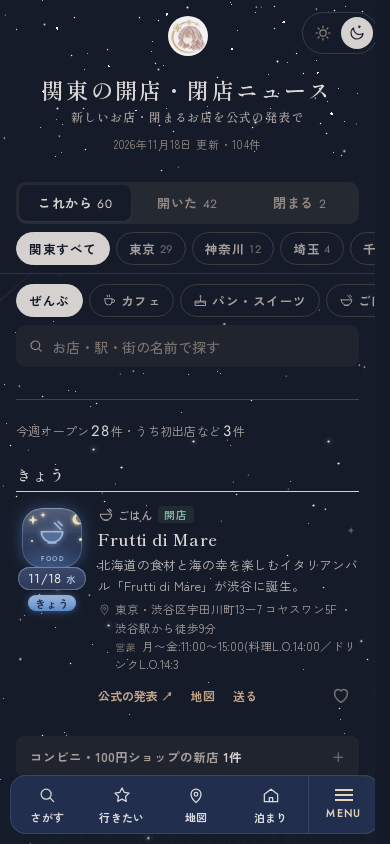 関東の開店・閉店ニュース
新しいお店・閉まるお店を公式の発表で
2026年11月18日 更新・104件
これから 60 開いた 42 閉まる 2
関東すべて 東京 29 神奈川 12 埼玉 4 千
ぜんぶ カフェ パン・スイーツ ごは
お店・駅・街の名前で探す
今週オープン28件・うち初出店など3件
きょう
FOOD
11/18 水
きょう
ごはん 開店
Frutti di Mare
北海道の食材と海の幸を楽しむイタリアンバ
ル「Frutti di Mare」が渋谷に誕生。
東京・渋谷区宇田川町13ー7 コヤスワン5F ・
渋谷駅から徒歩9分
営業 月〜金:11:00〜15:00(料理L.O.14:00／ドリ
ンクL.O.14:3
公式の発表 ↗ 地図 送る
コンビニ・100円ショップの新店 1件 +
さがす 行きたい 地図 泊まり MENU